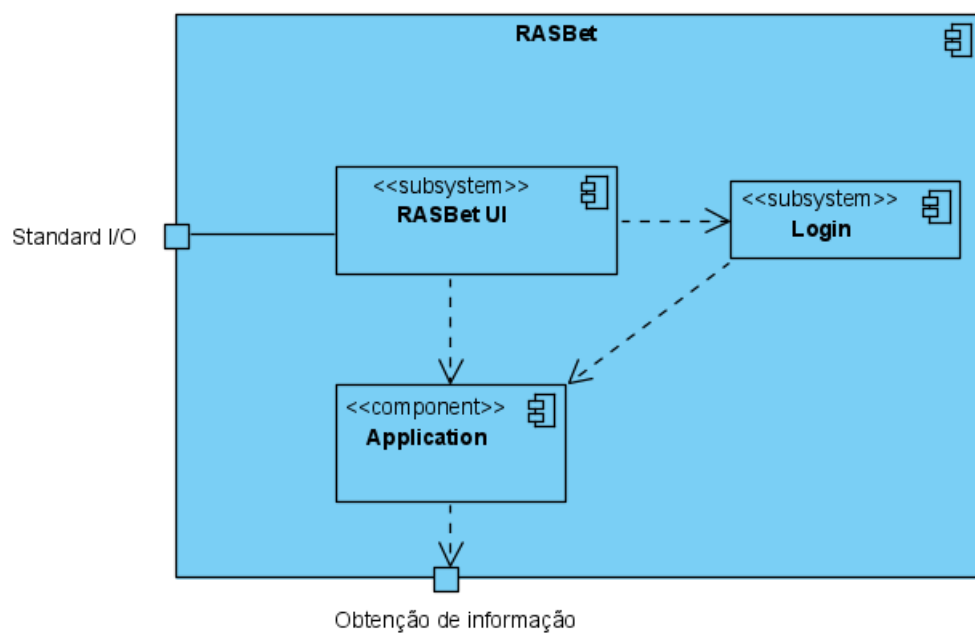 RASBet
<<subsystem>>
RASBet UI
<<subsystem>>
Login
Standard I/O
<<component>>
Application
Obtenção de informação